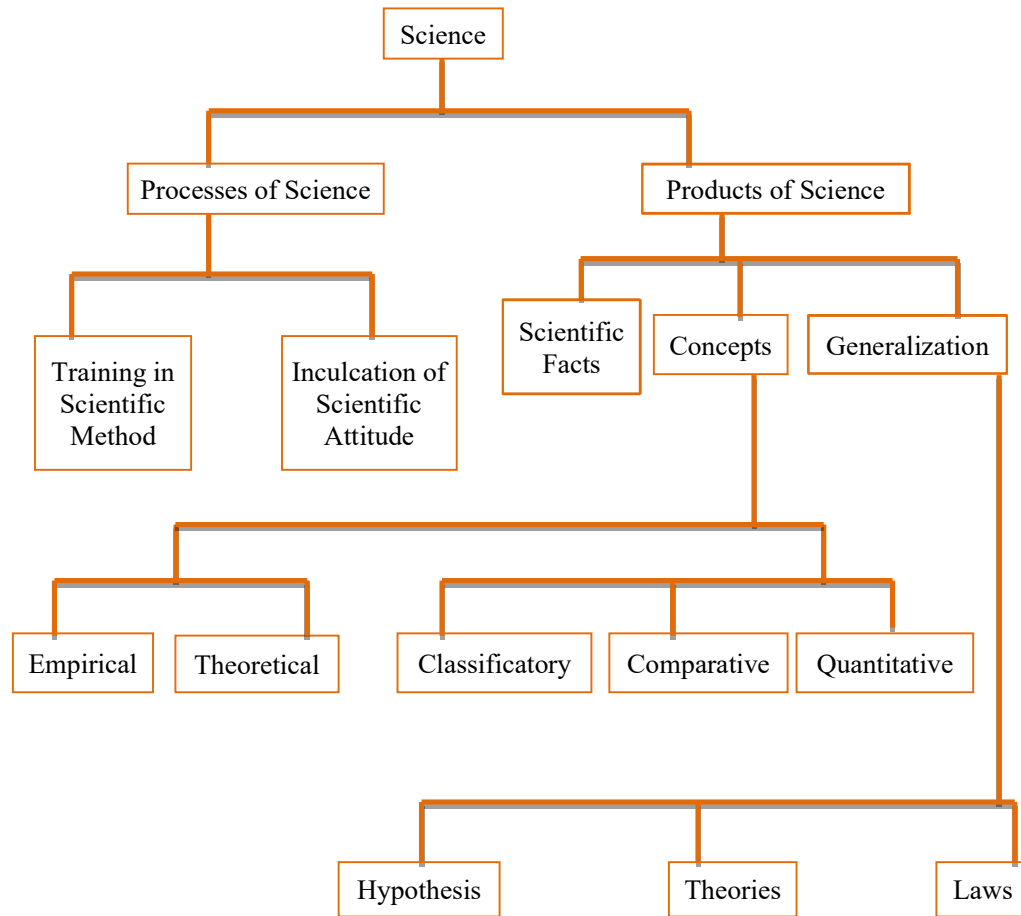 Science
Processes of Science
Products of Science
Training in
Scientific
Method
Inculcation of
Scientific
Attitude
Scientific
Facts
Concepts
Generalization
Empirical
Theoretical
Classificatory
Comparative
Quantitative
Hypothesis
Theories
Laws